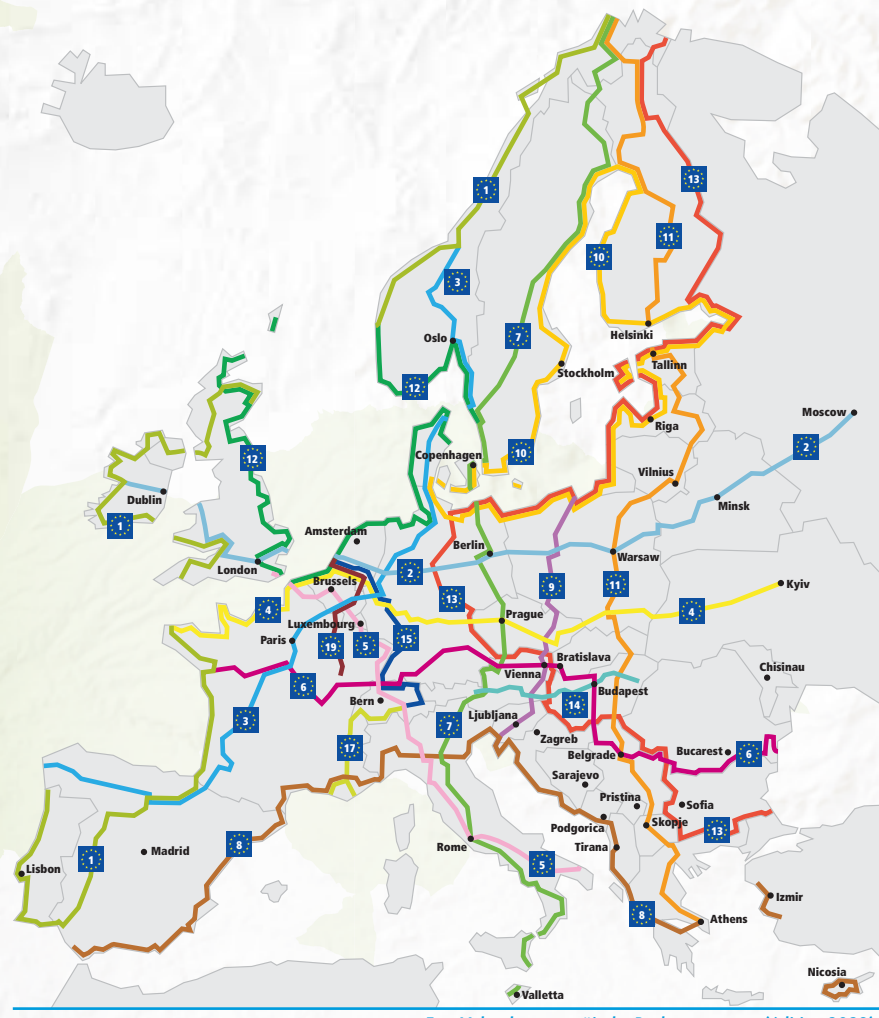 1
13
11
10
3
Oslo
Helsinki
7
Tallinn
Stockholm
12
Riga
Moscow
2
10
Copenhagen
12
Vilnius
Dublin
Minsk
1
Amsterdam
Berlin
Warsaw
London
2
Brussels
9
11
Kyiv
4
13
4
Luxembourg
Prague
Paris
19
5
15
Bratislava
Chisinau
Vienna
6
Bern
Budapest
14
3
Ljubljana
7
17
Zagreb
Belgrade
Bucarest
6
Sarajevo
Pristina
Sofia
Skopje
Podgorica
13
8
Rome
Tirana
1
Madrid
Lisbon
5
Izmir
8
Athens
Nicosia
Valletta